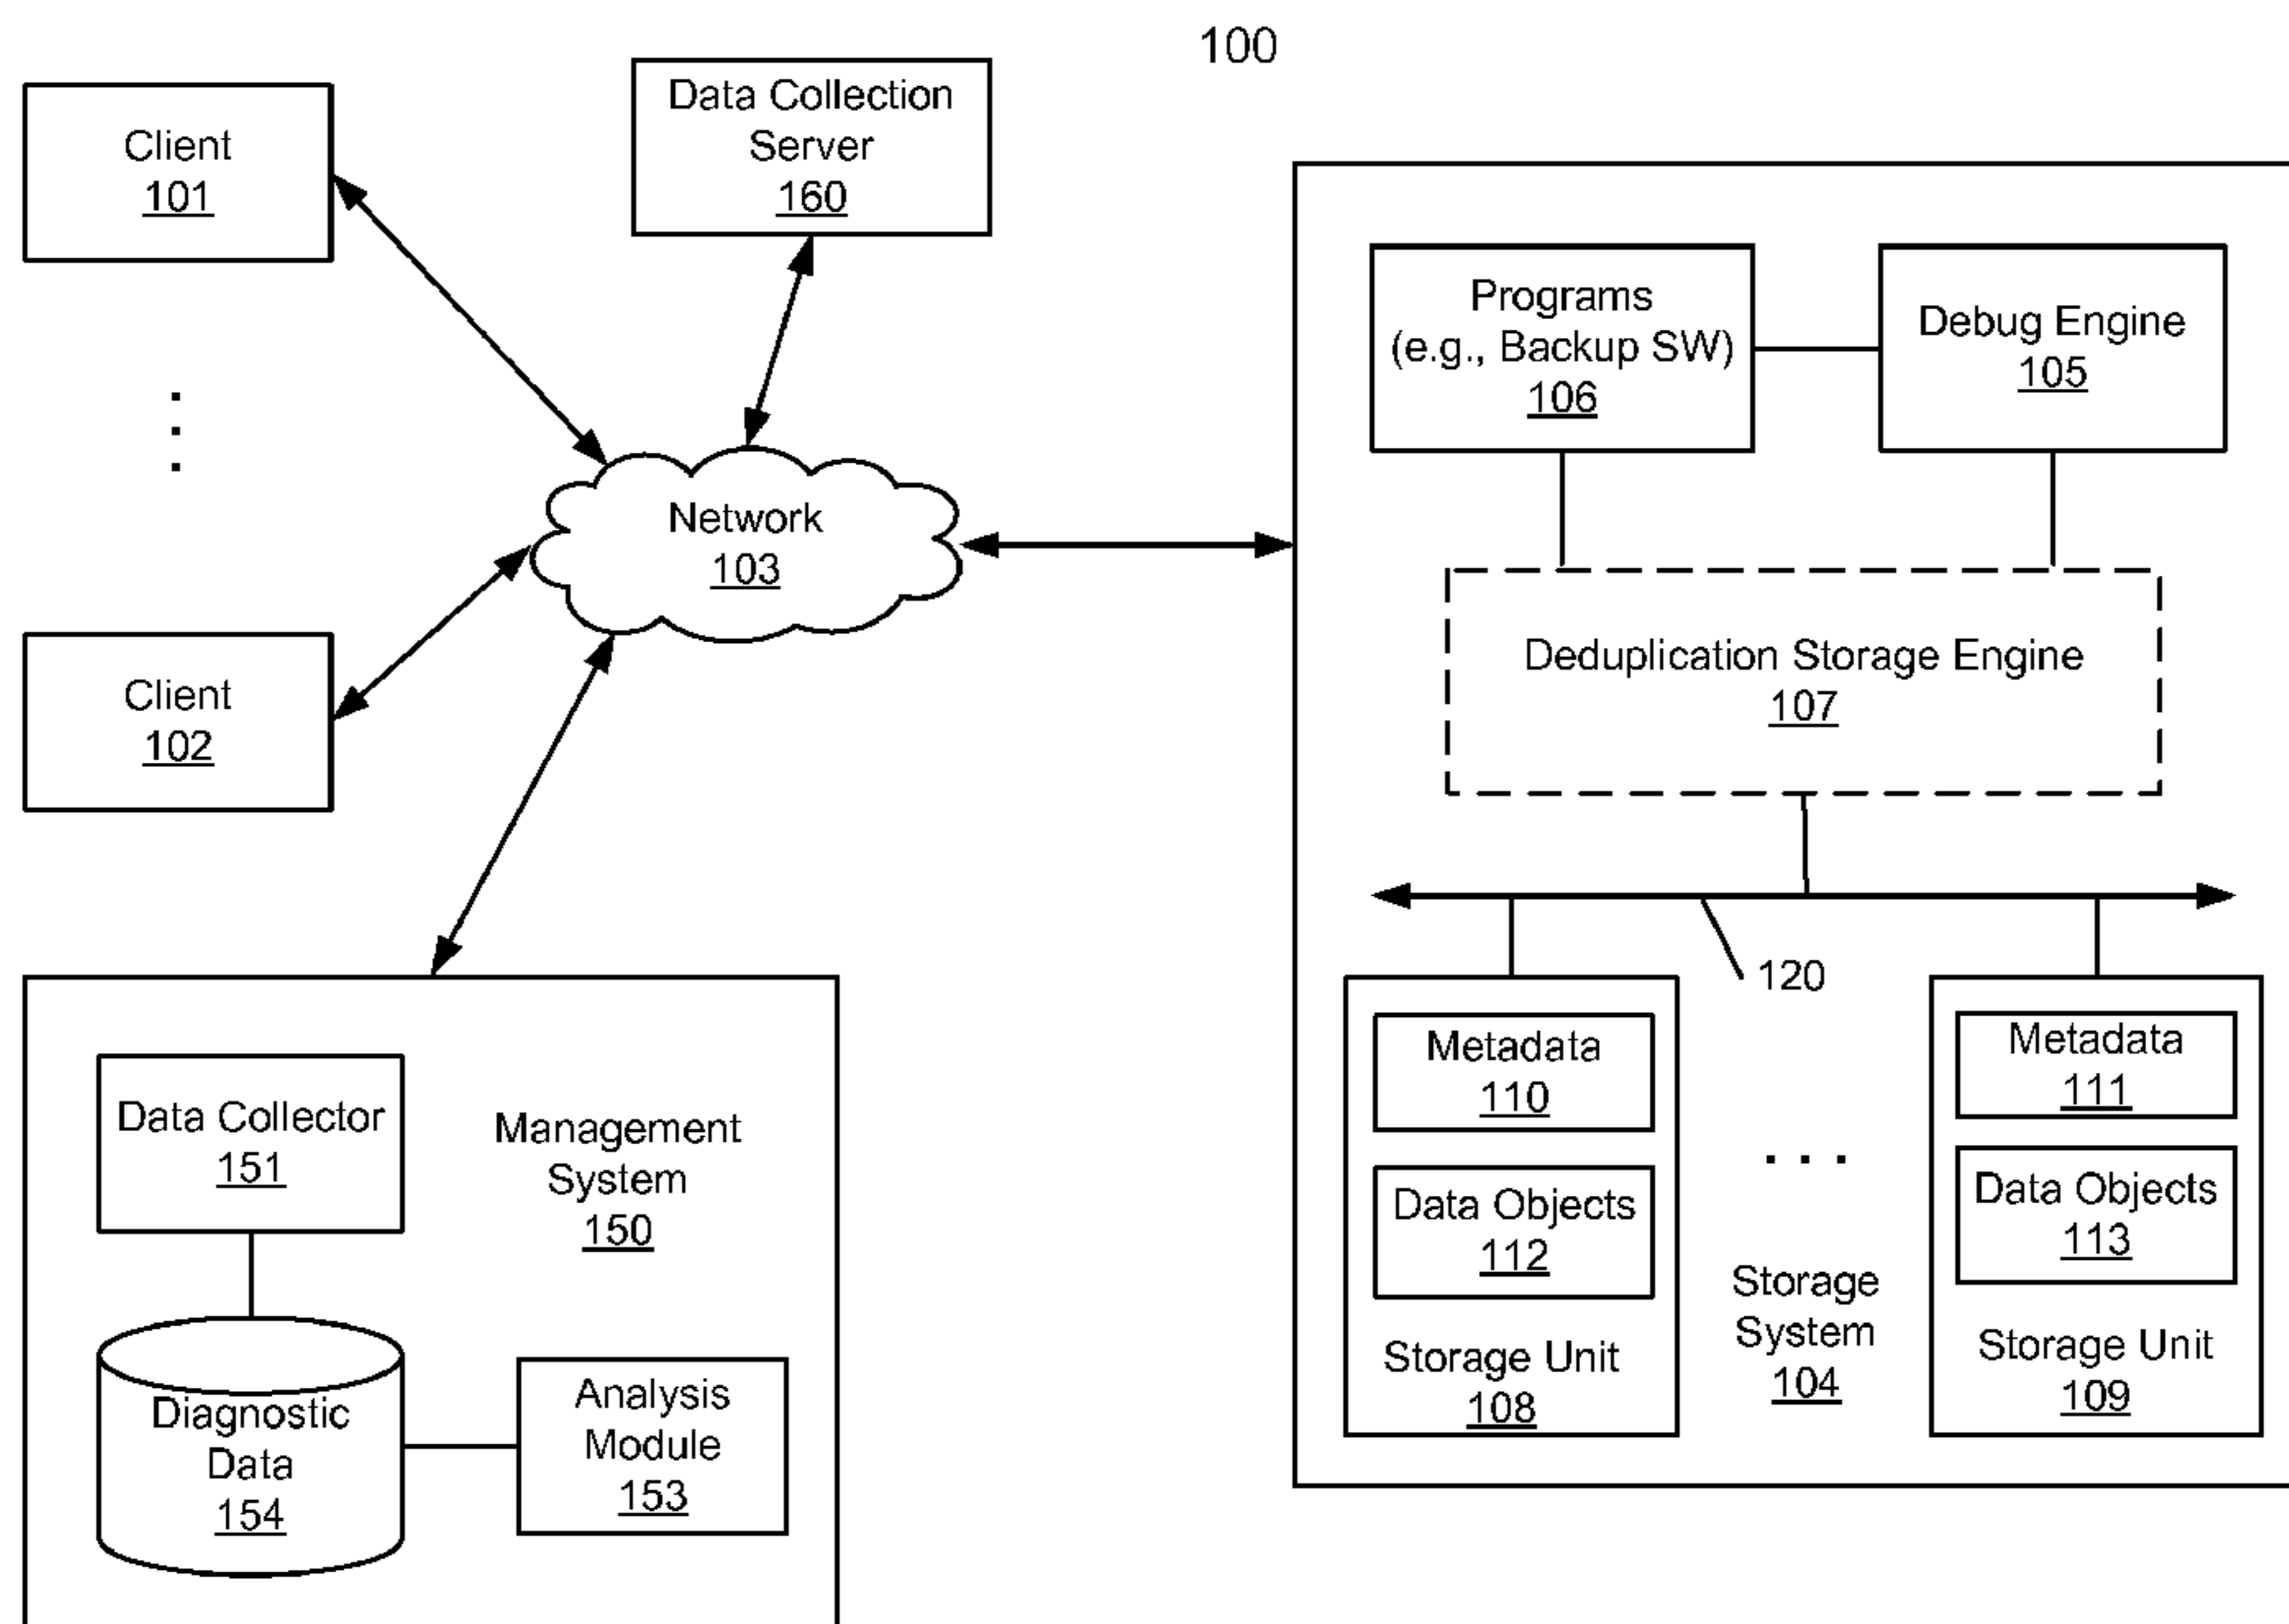 100
Client
101
Data Collection
Server
160
Programs
(e.g., Backup SW)
106
Debug Engine
105
Network
103
Deduplication Storage Engine
107
Client
102
120
Metadata
110
Data Objects
112
Storage Unit
108
Metadata
111
Data Objects
113
Storage Unit
109
. . .
Storage
System
104
Data Collector
151
Management
System
150
Diagnostic
Data
154
Analysis
Module
153